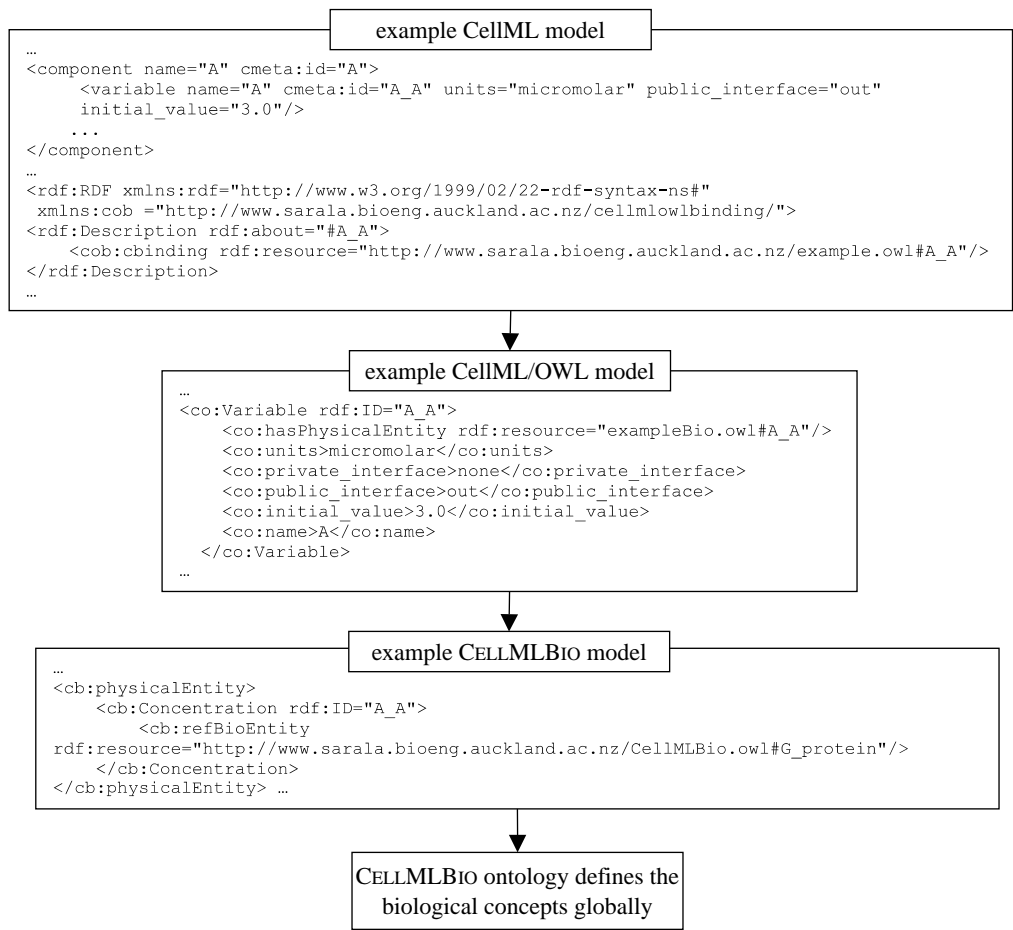 example CellML model
…
<component name="A" cmeta:id="A">
<variable name="A" cmeta:id="A_A" units="micromolar" public_interface="out"
initial_value="3.0"/>
...
</component>
…
<rdf:RDF xmlns:rdf="http://www.w3.org/1999/02/22-rdf-syntax-ns#"
xmlns:cob ="http://www.sarala.bioeng.auckland.ac.nz/cellmlowlbinding/">
<rdf:Description rdf:about="#A_A">
<cob:cbinding rdf:resource="http://www.sarala.bioeng.auckland.ac.nz/example.owl#A_A"/>
</rdf:Description>
…
example CellML/OWL model
…
<co:Variable rdf:ID="A_A">
<co:hasPhysicalEntity rdf:resource="exampleBio.owl#A_A"/>
<co:units>micromolar</co:units>
<co:private_interface>none</co:private_interface>
<co:public_interface>out</co:public_interface>
<co:initial_value>3.0</co:initial_value>
<co:name>A</co:name>
</co:Variable>
…
example CELLMLBIO model
…
<cb:physicalEntity>
<cb:Concentration rdf:ID="A_A">
<cb:refBioEntity
rdf:resource="http://www.sarala.bioeng.auckland.ac.nz/CellMLBio.owl#G_protein"/>
</cb:Concentration>
</cb:physicalEntity> …
CELLMLBIO ontology defines the
biological concepts globally